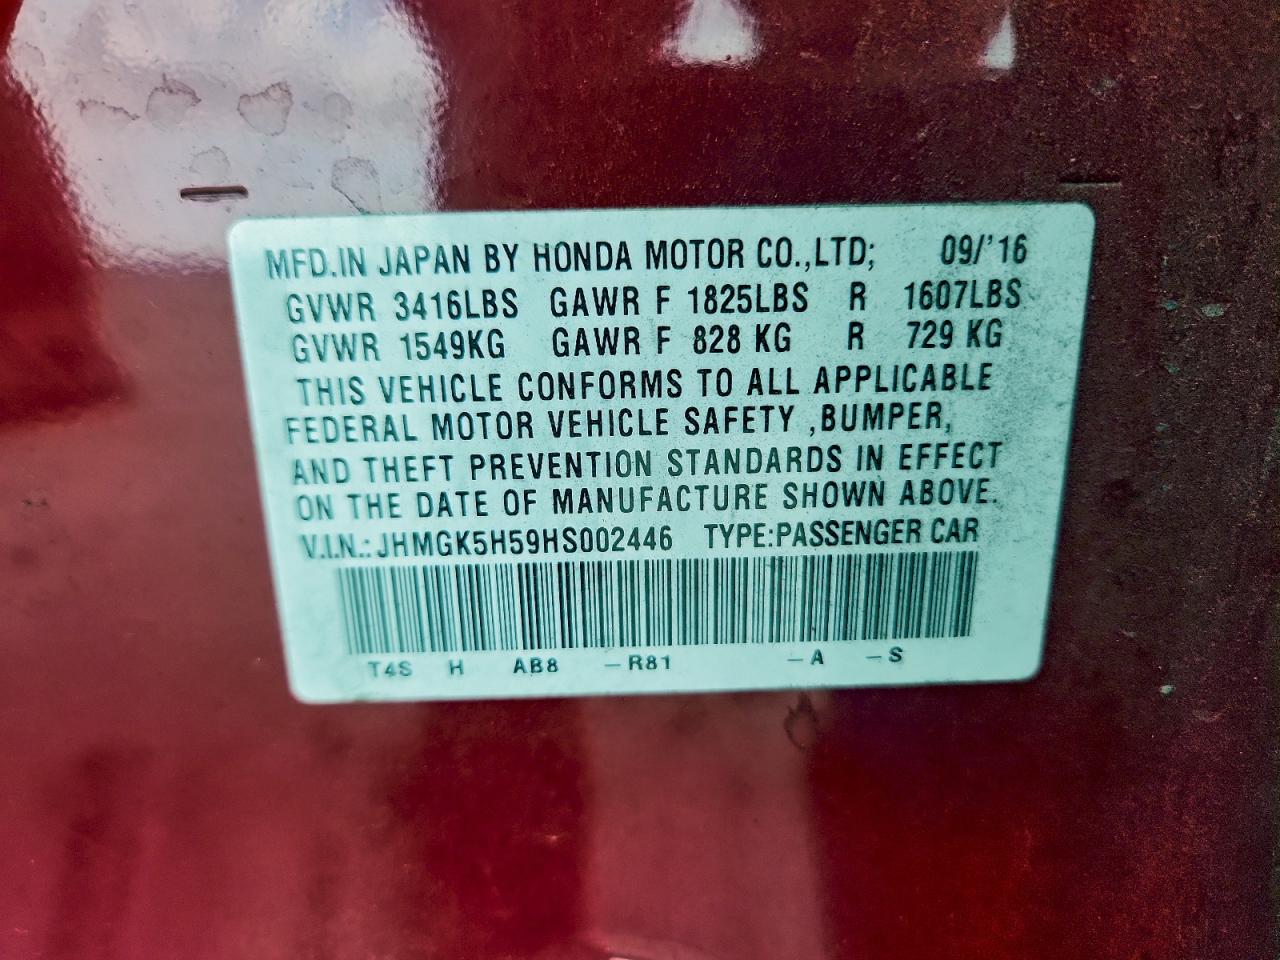 MFD.IN JAPAN BY HONDA MOTOR CO.,LTD; 09/'16
GVWR 3416LBS GAWR F 1825LBS R 1607LBS
GVWR 1549KG GAWR F 828 KG R 729 KG
THIS VEHICLE CONFORMS TO ALL APPLICABLE
FEDERAL MOTOR VEHICLE SAFETY ,BUMPER,
AND THEFT PREVENTION STANDARDS IN EFFECT
ON THE DATE OF MANUFACTURE SHOWN ABOVE.
V.I.N.: JHMGK5H59HS002446 TYPE:PASSENGER CAR
T4S H AB8 -R81 -A -S